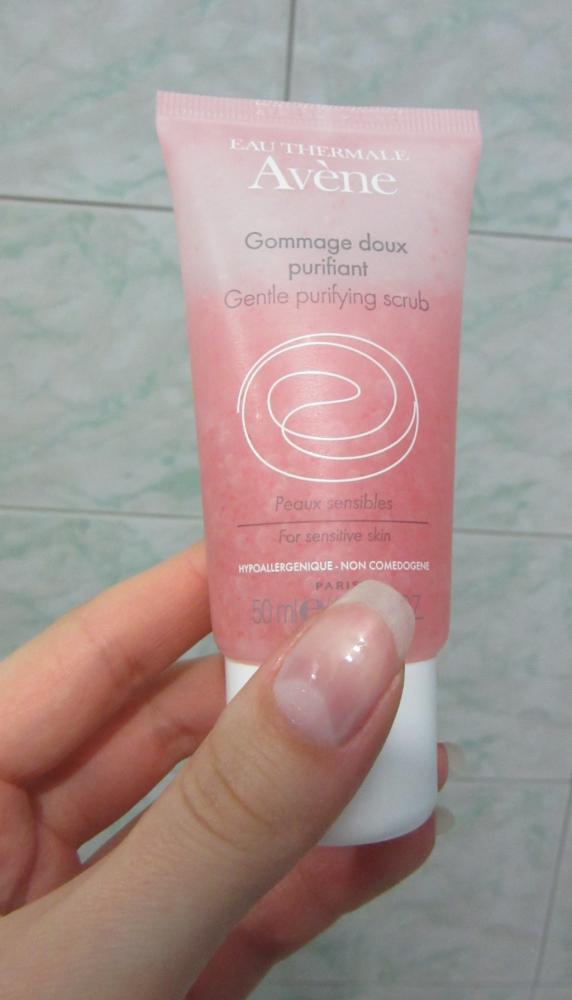 EAU THERMALE
Avène
Gommage doux
purifiant
Gentle purifying scrub
Peaux sensibles
For sensitive skin
HYPOALLERGENIQUE - NON COMEDOGENE
PARIS
50 ml e